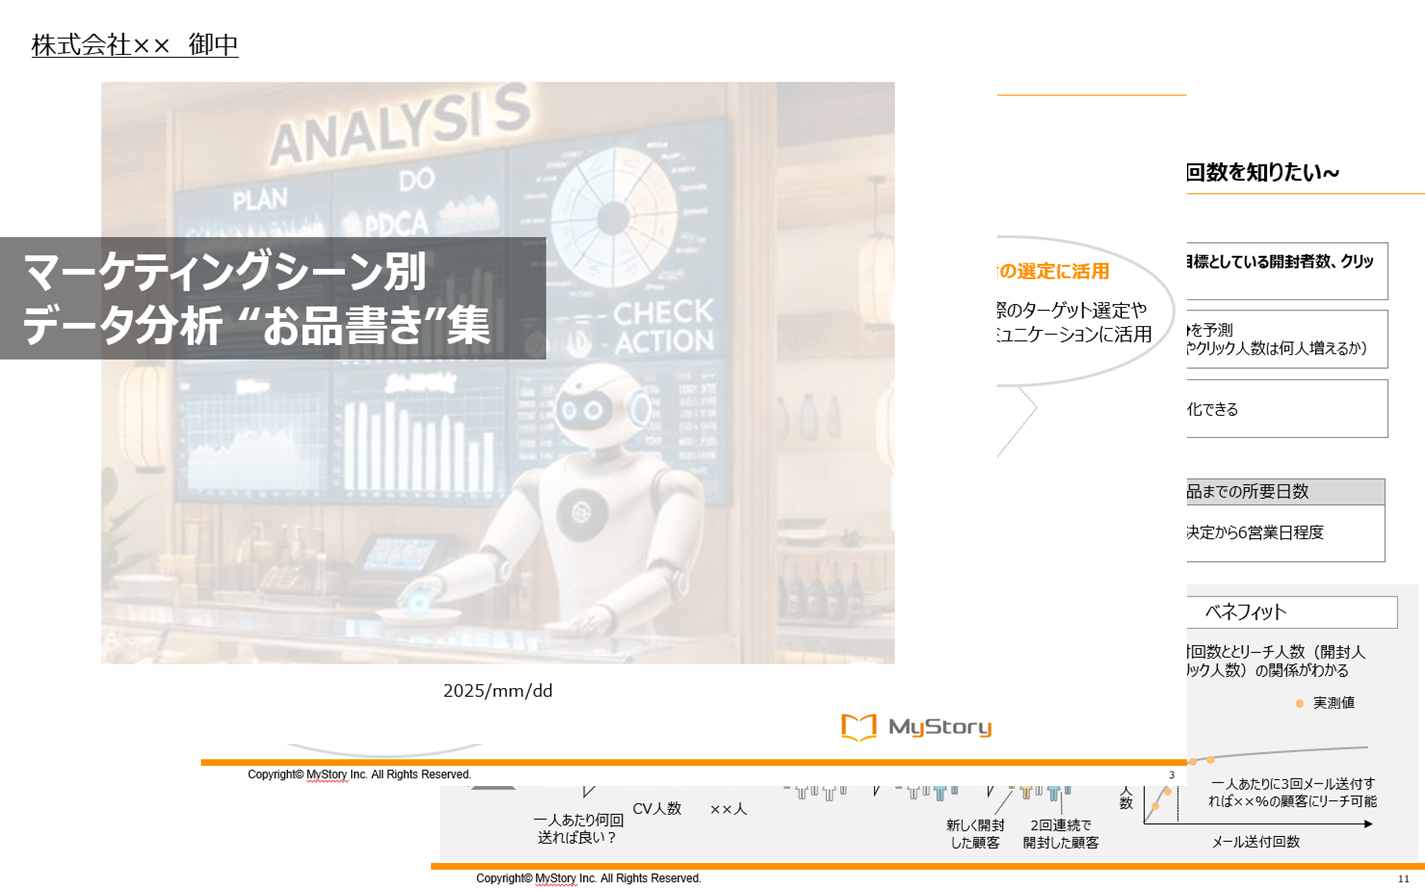 株式会社×× 御中
ANALYSIS
PLAN
DO
PDCA
CHECK
ACTION
マーケティングシーン別
データ分析 “お品書き”集
2025/mm/dd
MyStory
の選定に活用
際のターゲット選定や
ミュニケーションに活用
Copyright© MyStory Inc. All Rights Reserved.
3
回数を知りたい~
目標としている開封者数、クリッ
を予測
やクリック人数は何人増えるか）
化できる
品までの所要日数
決定から6営業日程度
ベネフィット
付回数ととリーチ人数（開封人
リック人数）の関係がわかる
実測値
一人あたりに3回メール送付す
れば××%の顧客にリーチ可能
人
数
メール送付回数
一人あたり何回
送れば良い？
CV人数 ××人
新しく開封
した顧客
2回連続で
開封した顧客
Copyright© MyStory Inc. All Rights Reserved.
11